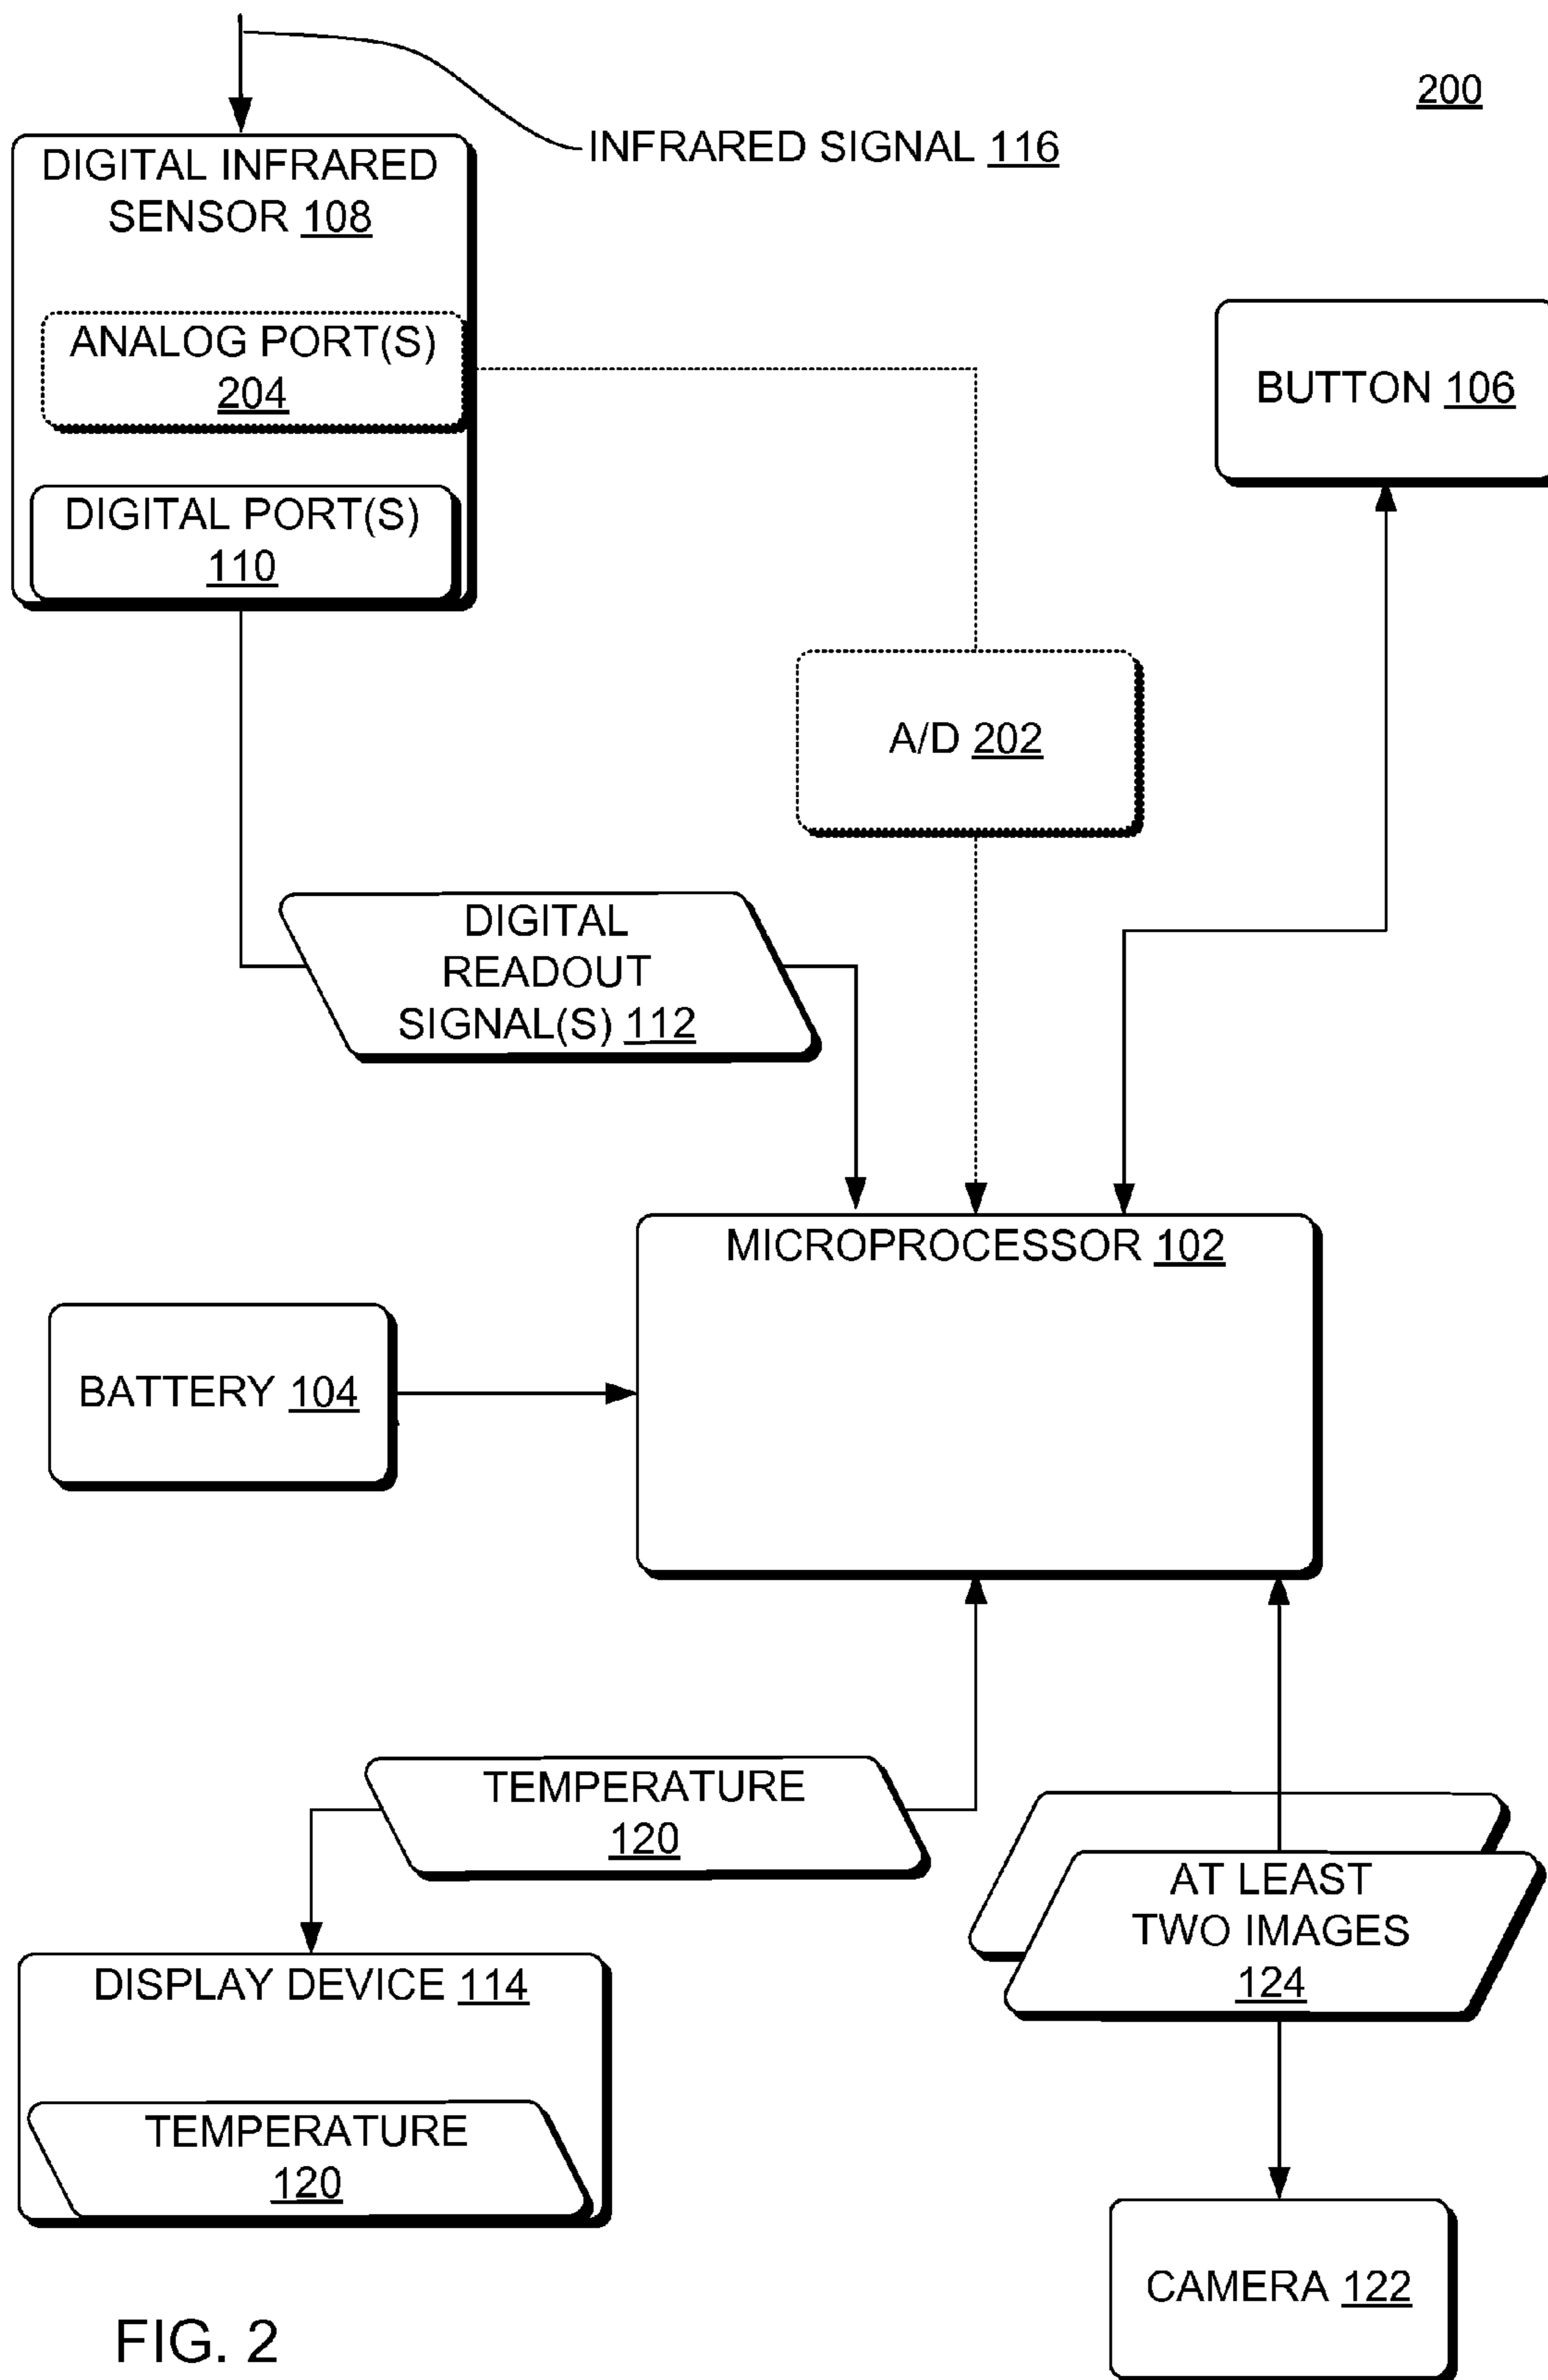 200
INFRARED SIGNAL 116
DIGITAL INFRARED
SENSOR 108
ANALOG PORT(S)
204
DIGITAL PORT(S)
110
BUTTON 106
A/D 202
DIGITAL
READOUT
SIGNAL(S) 112
MICROPROCESSOR 102
BATTERY 104
TEMPERATURE
120
AT LEAST
TWO IMAGES
124
DISPLAY DEVICE 114
TEMPERATURE
120
CAMERA 122
FIG. 2